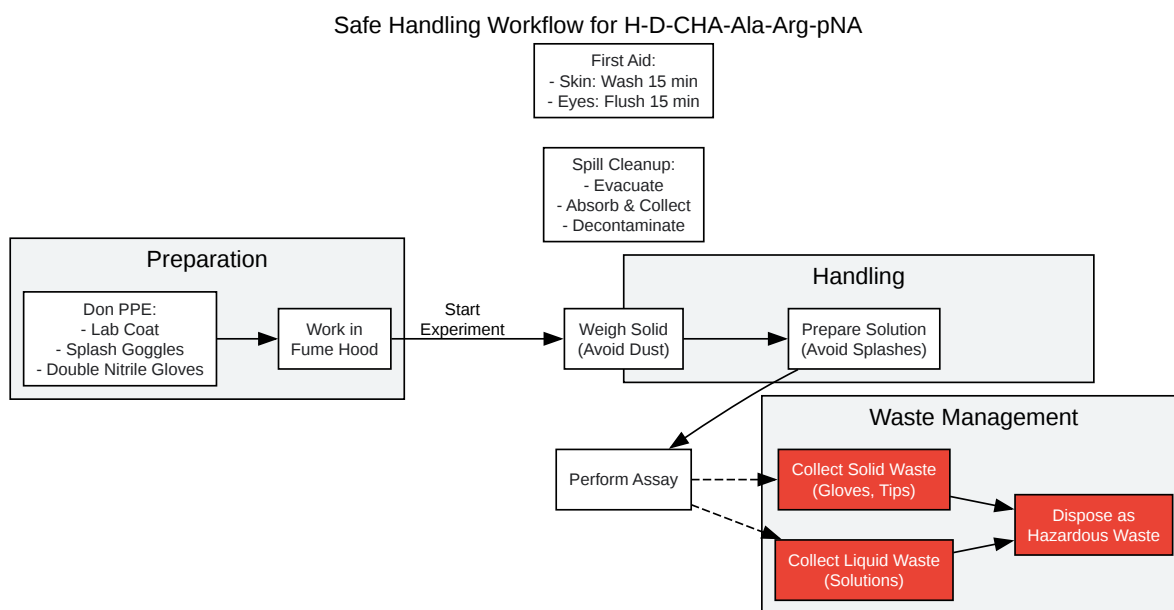 Safe Handling Workflow for H-D-CHA-Ala-Arg-pNA
First Aid:
- Skin: Wash 15 min
- Eyes: Flush 15 min
Spill Cleanup:
- Evacuate
- Absorb & Collect
- Decontaminate
Preparation
Don PPE:
- Lab Coat
- Splash Goggles
- Double Nitrile Gloves
Work in
Fume Hood
Start
Experiment
Handling
Weigh Solid
(Avoid Dust)
Prepare Solution
(Avoid Splashes)
Perform Assay
Waste Management
Collect Solid Waste
(Gloves, Tips)
Collect Liquid Waste
(Solutions)
Dispose as
Hazardous Waste